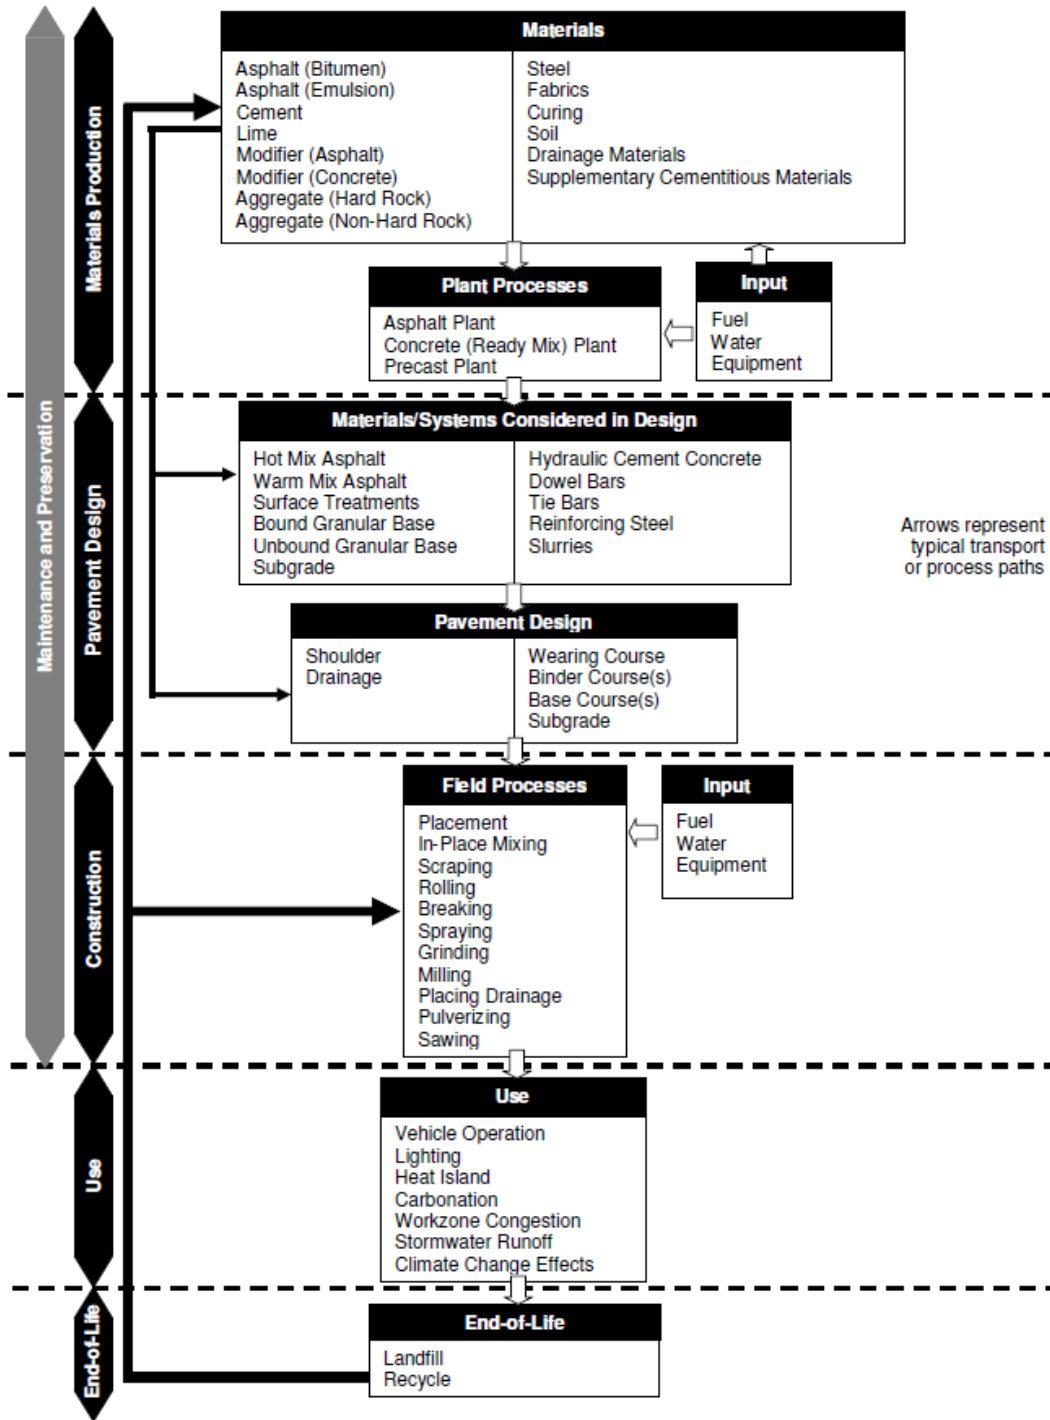 Materials
Asphalt (Bitumen)
Asphalt (Emulsion)
Cement
Lime
Modifier (Asphalt)
Modifier (Concrete)
Aggregate (Hard Rock)
Aggregate (Non-Hard Rock)
Steel
Fabrics
Curing
Soil
Drainage Materials
Supplementary Cementitious Materials
Materials Production
Plant Processes
Asphalt Plant
Concrete (Ready Mix) Plant
Precast Plant
Input
Fuel
Water
Equipment
Maintenance and Preservation
Pavement Design
Materials/Systems Considered in Design
Hot Mix Asphalt
Warm Mix Asphalt
Surface Treatments
Bound Granular Base
Unbound Granular Base
Subgrade
Hydraulic Cement Concrete
Dowel Bars
Tie Bars
Reinforcing Steel
Slurries
Arrows represent
typical transport
or process paths
Pavement Design
Shoulder
Drainage
Wearing Course
Binder Course(s)
Base Course(s)
Subgrade
Construction
Field Processes
Placement
In-Place Mixing
Scraping
Rolling
Breaking
Spraying
Grinding
Milling
Placing Drainage
Pulverizing
Sawing
Input
Fuel
Water
Equipment
Use
Use
Vehicle Operation
Lighting
Heat Island
Carbonation
Workzone Congestion
Stormwater Runoff
Climate Change Effects
End-of-Life
End-of-Life
Landfill
Recycle